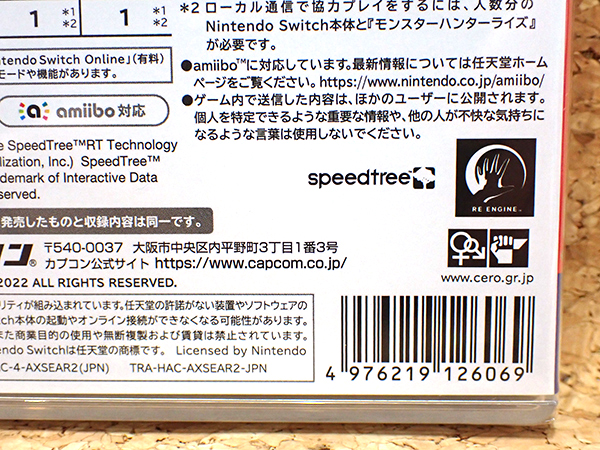 1 *1 *2 1 *1 *2
*2 ローカル通信で協力プレイをするには、人数分の
Nintendo Switch本体と『モンスターハンターライズ』
が必要です。
ntendo Switch Online」(有料)
モードや機能があります。
●amiibo™に対応しています。最新情報については任天堂ホーム
ページをご覧ください。https://www.nintendo.co.jp/amiibo/
●ゲーム内で送信した内容は、ほかのユーザーに公開されます。
個人を特定できるような重要な情報や、他の人が不快な気持ちに
なるような言葉は使用しないでください。
amiibo 対応
e SpeedTree™RT Technology
lization, Inc.) SpeedTree™
demark of Interactive Data
served.
speedtree®
RE ENGINE™
発売したものと収録内容は同一です。
コン® 〒540-0037 大阪市中央区内平野町3丁目1番3号
カプコン公式サイト https://www.capcom.co.jp/
www.cero.gr.jp
2022 ALL RIGHTS RESERVED.
リティが組み込まれています。任天堂の許諾がない装置やソフトウェアの
tch本体の起動やオンライン接続ができなくなる可能性があります。
また商業目的の使用や無断複製および賃貸は禁止されています。
endo Switchは任天堂の商標です。 Licensed by Nintendo
AC-4-AXSEAR2(JPN) TRA-HAC-AXSEAR2-JPN
4 976219 126069